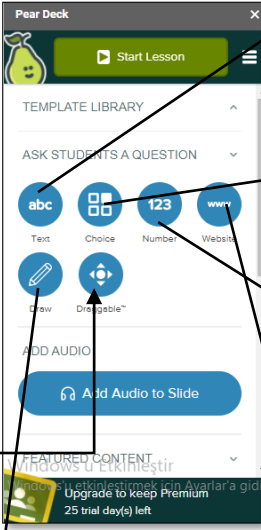 Pear Deck
Start Lesson
TEMPLATE LIBRARY
ASK STUDENTS A QUESTION
abc 123 www
Text Choice Number Website
Draw Draggable™
ADD AUDIO
Add Audio to Slide
FEATURED CONTENT
Windows'u Etkinleştir
Windows'u etkinleştirmek için Ayarlar'a gidi
Upgrade to keep Premium
25 trial day(s) left